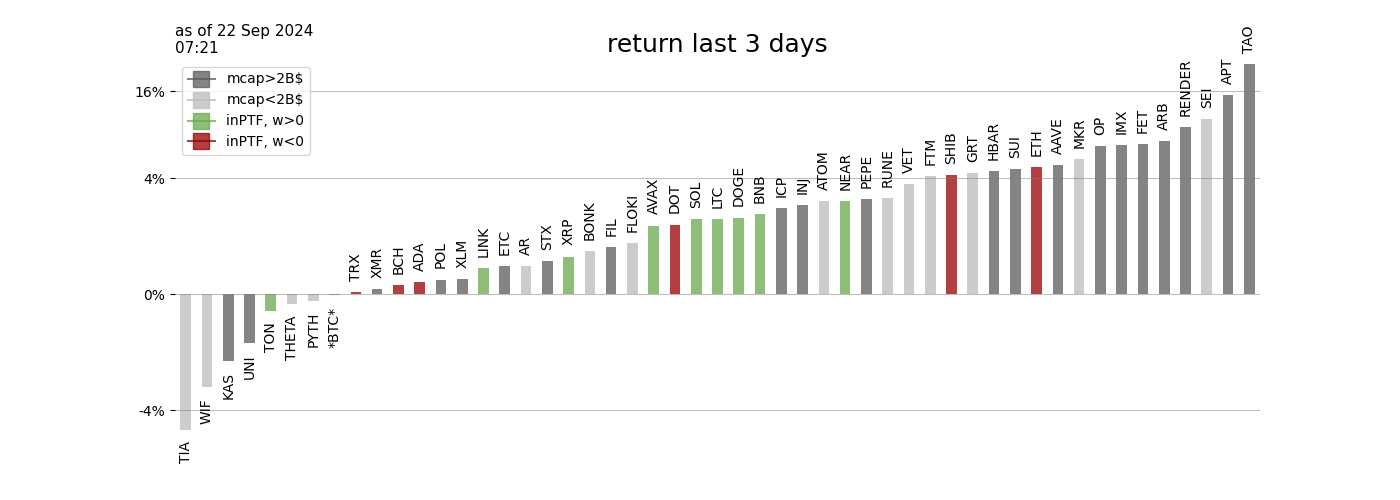 as of 22 Sep 2024
07:21
return last 3 days
mcap>2B$
mcap<2B$
inPTF, w>0
inPTF, w<0
16%
4%
0%
-4%
TIA
WIF
KAS
UNI
TON
THETA
PYTH
*BTC*
TRX
XMR
BCH
ADA
POL
XLM
LINK
ETC
AR
STX
XRP
BONK
FIL
FLOKI
AVAX
DOT
SOL
LTC
DOGE
BNB
ICP
INJ
ATOM
NEAR
PEPE
RUNE
VET
FTM
SHIB
GRT
HBAR
SUI
ETH
AAVE
MKR
OP
IMX
FET
ARB
RENDER
SEI
APT
TAO